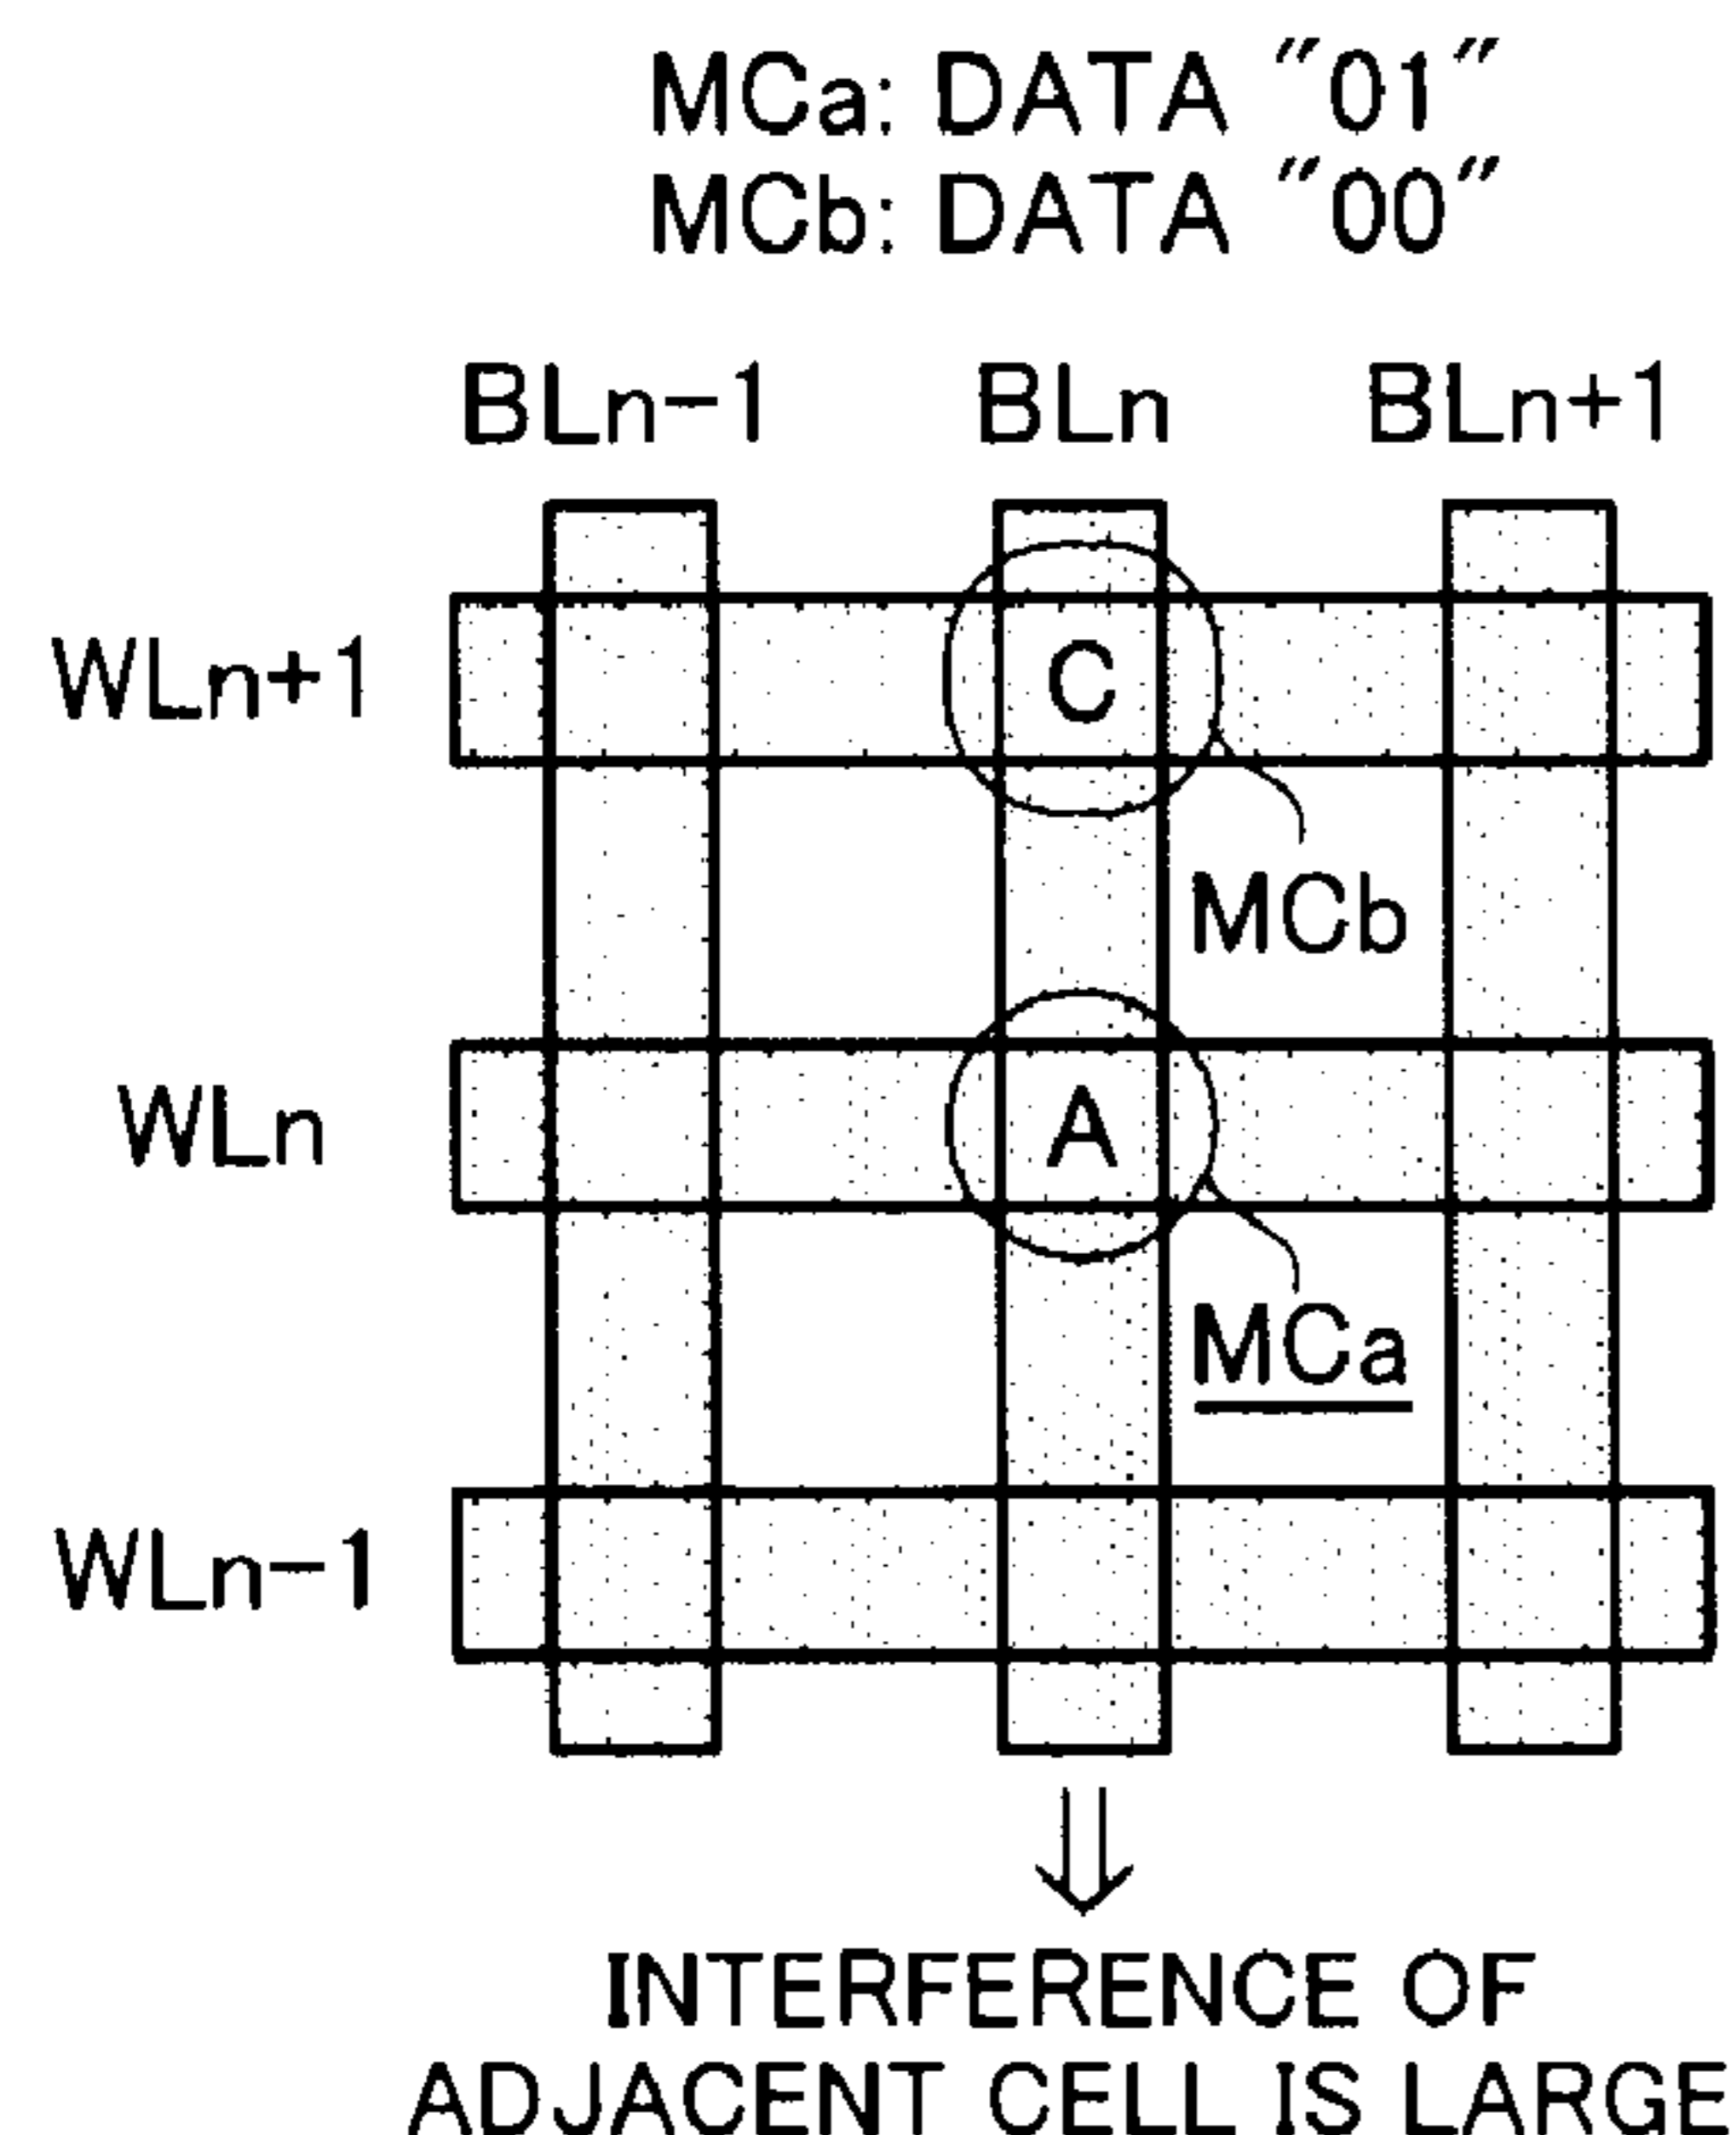 MCa: DATA "01"
MCb: DATA "00"
BLn-1 BLn BLn+1
WLn+1 C
MCb
WLn A
MCa
WLn-1
INTERFERENCE OF
ADJACENT CELL IS LARGE